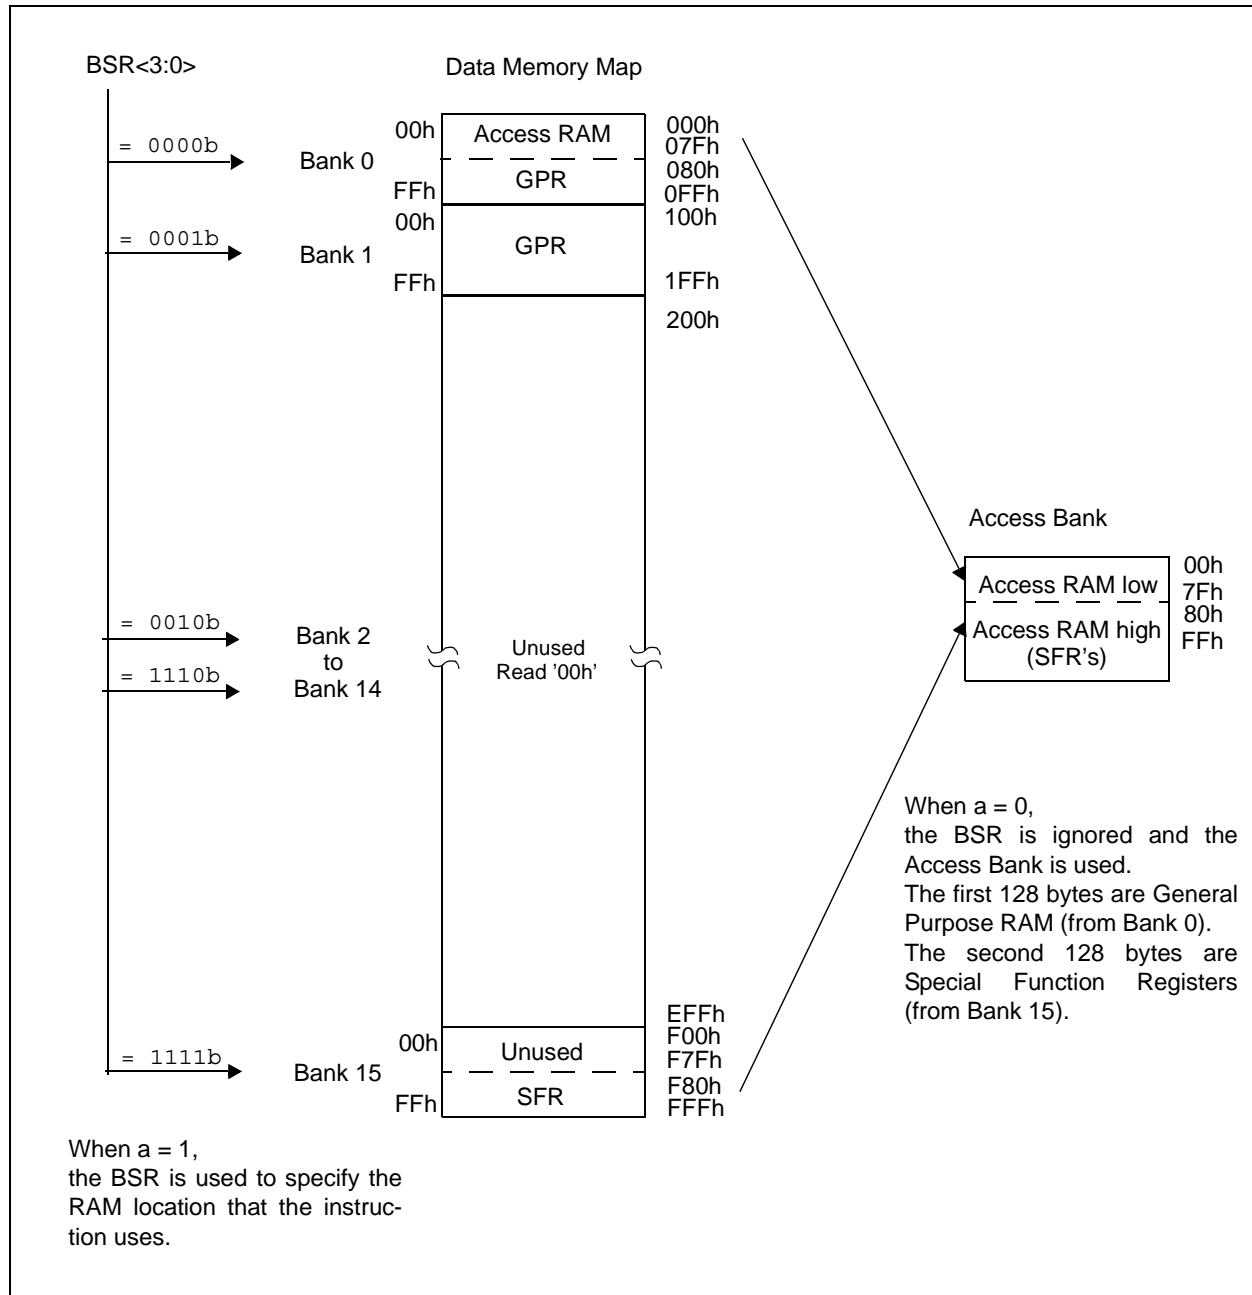 BSR<3:0>
Data Memory Map
= 0000b
Bank 0
00h
Access RAM
000h
07Fh
GPR
080h
FFh
0FFh
= 0001b
Bank 1
00h
GPR
100h
FFh
1FFh
200h
Access Bank
Access RAM low
00h
7Fh
Access RAM high
(SFR's)
80h
FFh
= 0010b
Bank 2
to
= 1110b
Bank 14
Unused
Read '00h'
When a = 0,
the BSR is ignored and the
Access Bank is used.
The first 128 bytes are General
Purpose RAM (from Bank 0).
The second 128 bytes are
Special Function Registers
(from Bank 15).
EFFh
= 1111b
Bank 15
00h
Unused
F00h
F7Fh
FFh
SFR
F80h
FFFh
When a = 1,
the BSR is used to specify the
RAM location that the instruc-
tion uses.